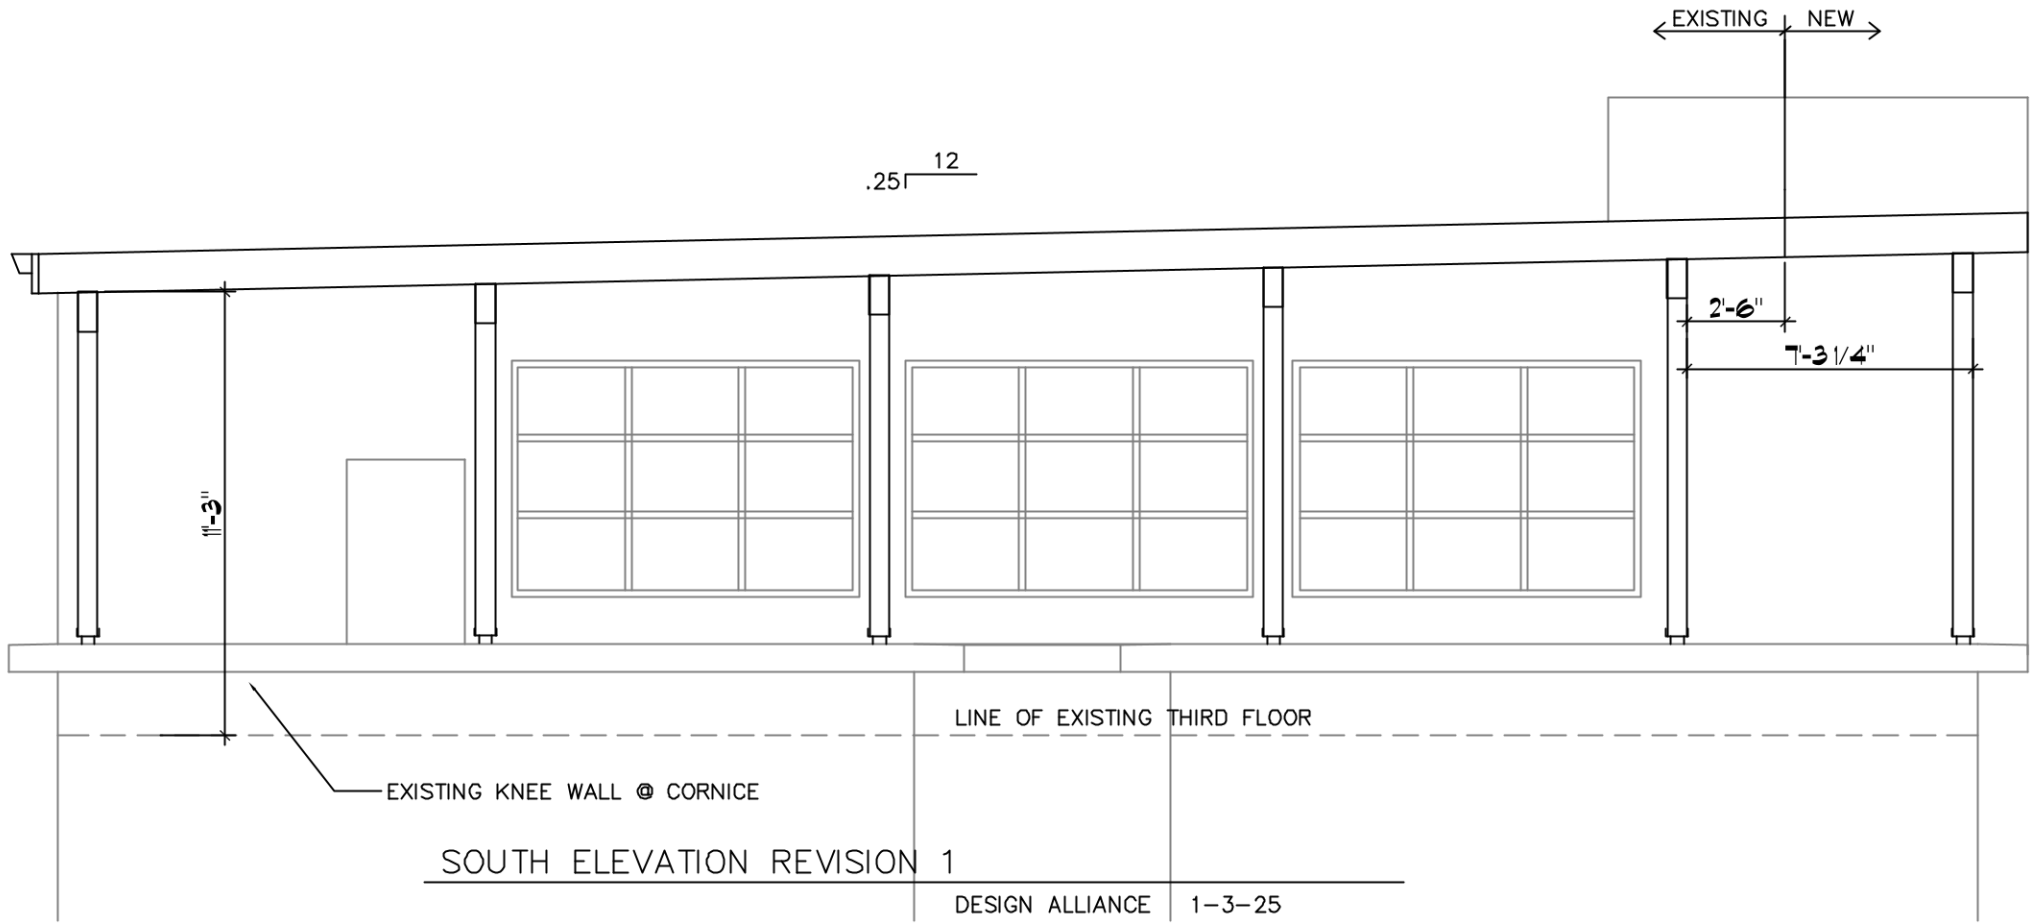 EXISTING NEW
12
.25
2'-6"
7'-3 1/4"
11'-3"
LINE OF EXISTING THIRD FLOOR
EXISTING KNEE WALL @ CORNICE
SOUTH ELEVATION REVISION 1
DESIGN ALLIANCE 1-3-25